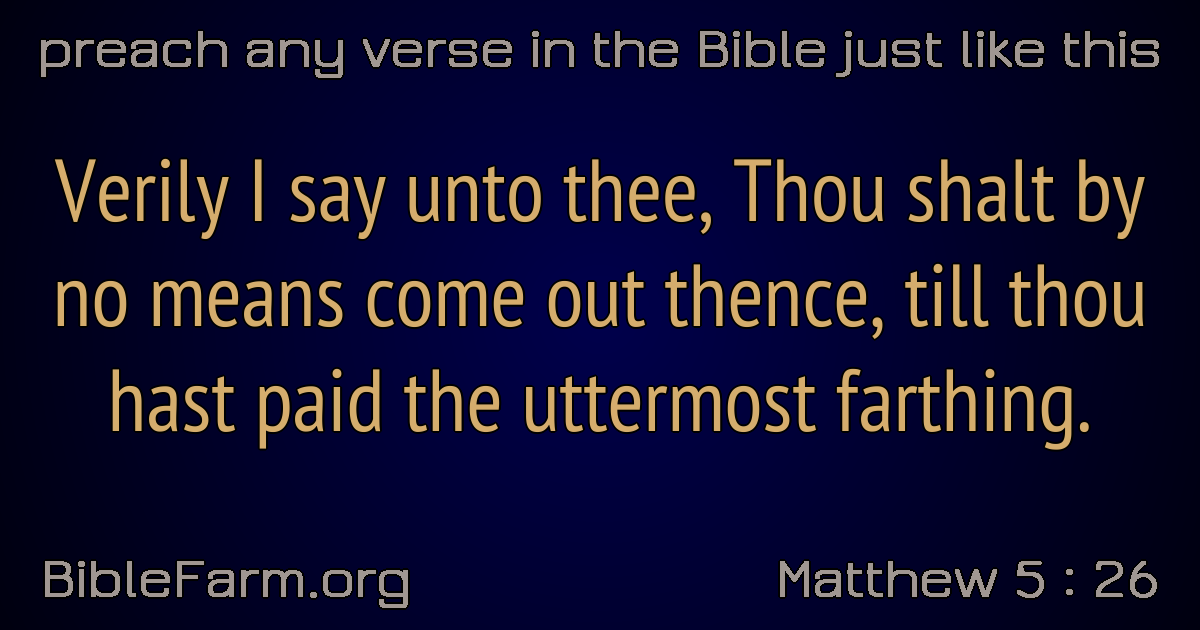 preach any verse in the Bible just like this
Verily I say unto thee, Thou shalt by
no means come out thence, till thou
hast paid the uttermost farthing.
BibleFarm.org
Matthew 5 : 26